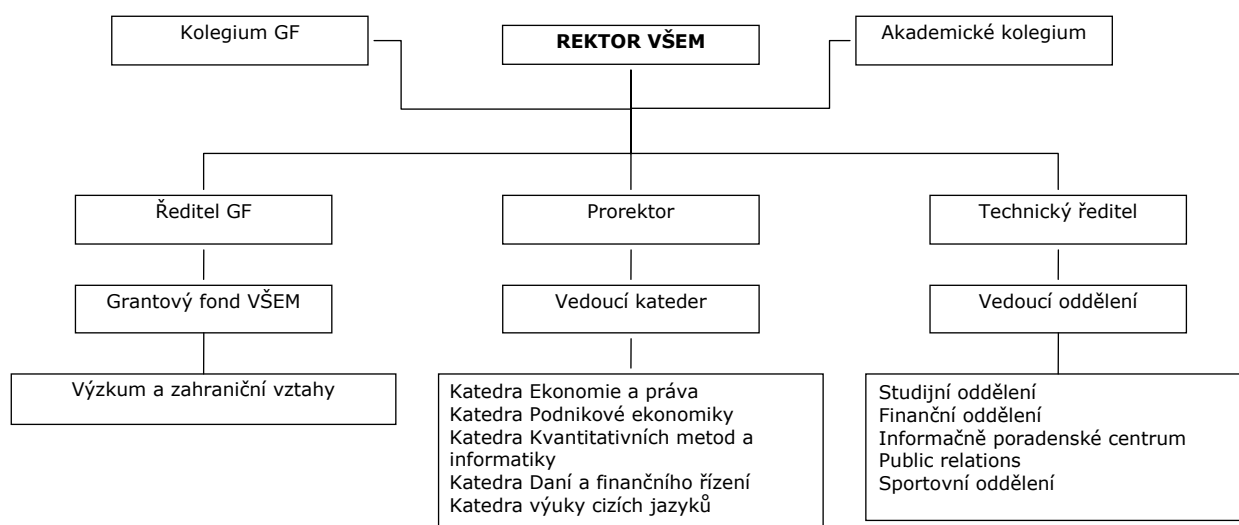 Kolegium GF
REKTOR VŠEM
Akademické kolegium
Ředitel GF
Prorektor
Technický ředitel
Grantový fond VŠEM
Vedoucí kateder
Vedoucí oddělení
Výzkum a zahraniční vztahy
Katedra Ekonomie a práva
Katedra Podnikové ekonomiky
Katedra Kvantitativních metod a
informatiky
Katedra Daní a finančního řízení
Katedra výuky cizích jazyků
Studijní oddělení
Finanční oddělení
Informačně poradenské centrum
Public relations
Sportovní oddělení